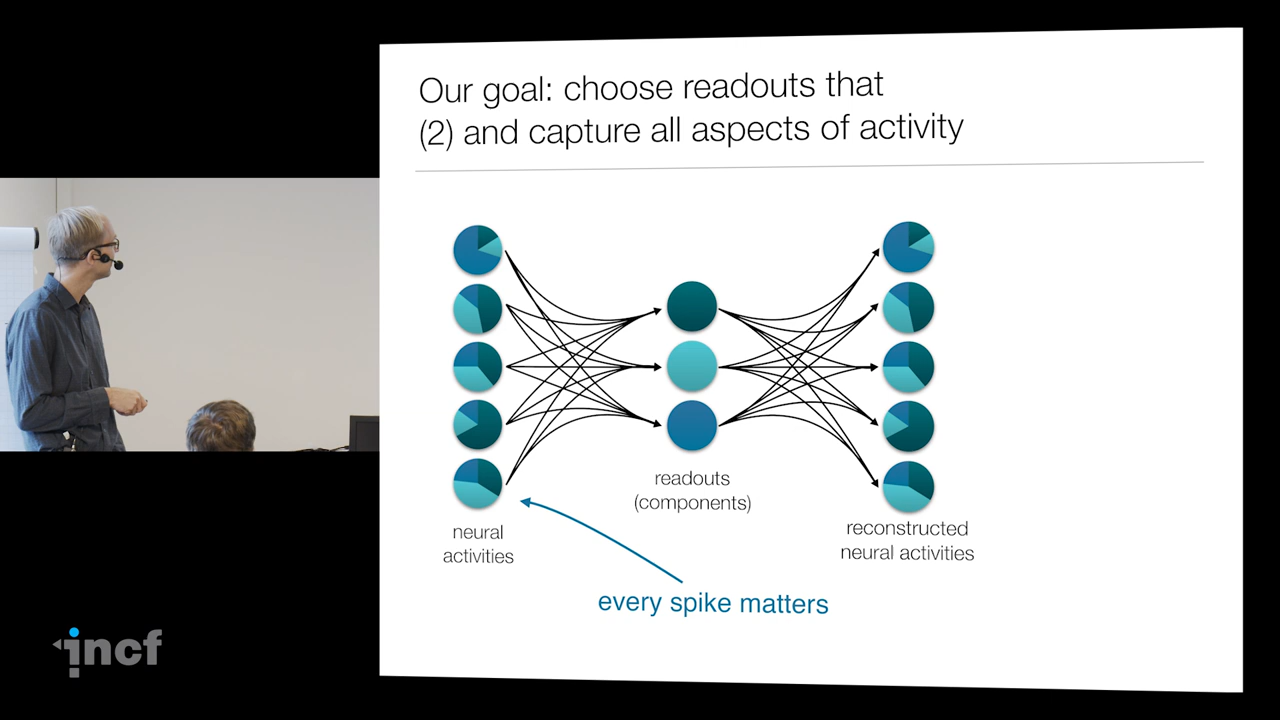 Our goal: choose readouts that
(2) and capture all aspects of activity
readouts
(components)
neural
activities
reconstructed
neural activities
every spike matters
incf